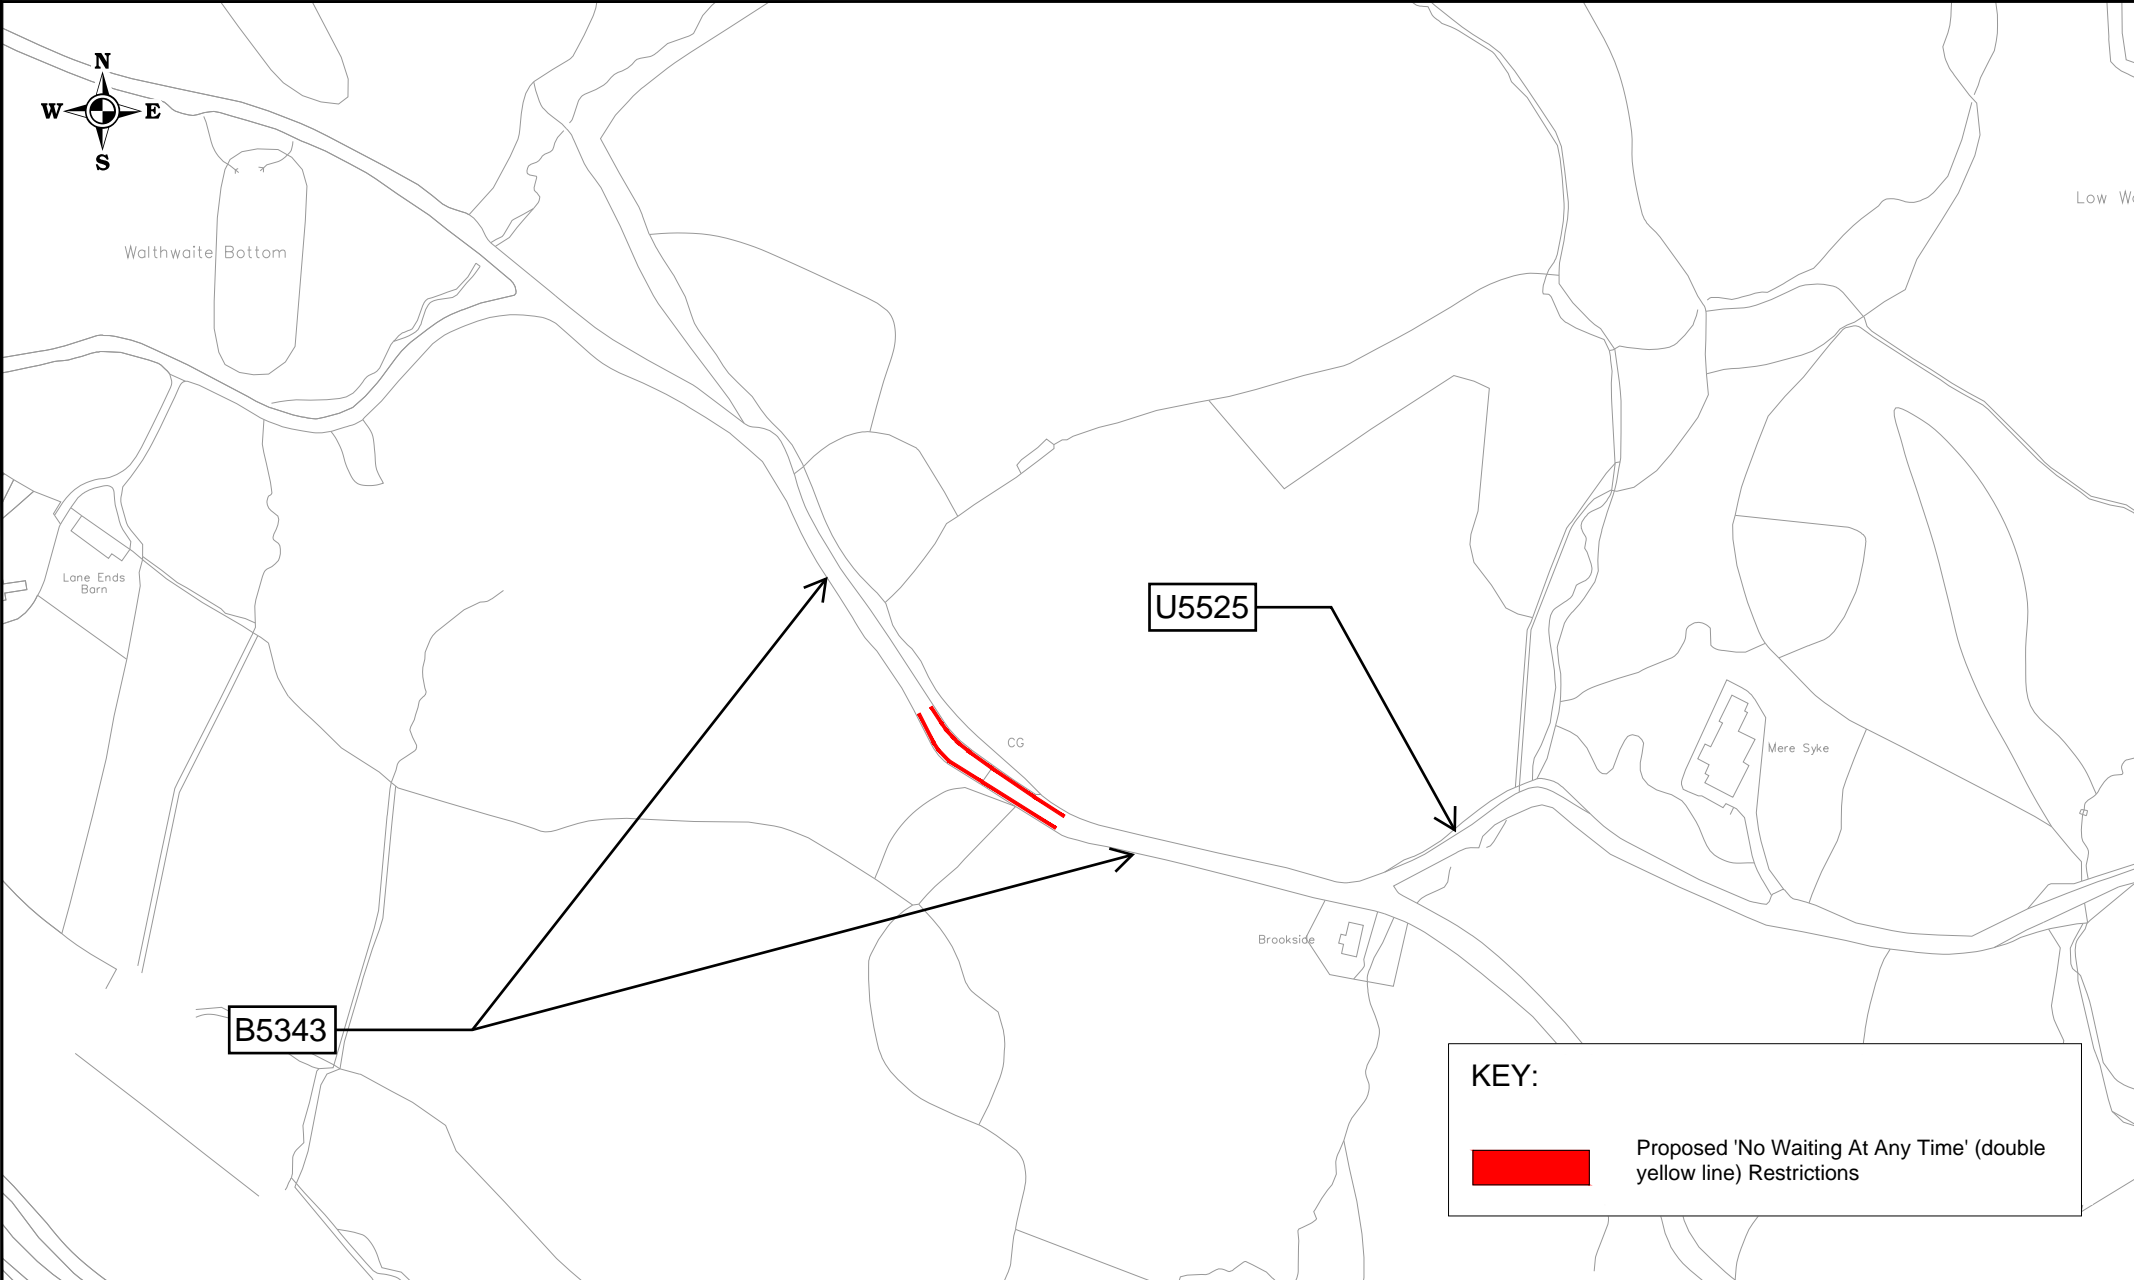 N
W E
S
Low
Walthwaite Bottom
Lane Ends
Barn
U5525
CG
Mere Syke
Brookside
B5343
KEY:
Proposed 'No Waiting At Any Time' (double
yellow line) Restrictions